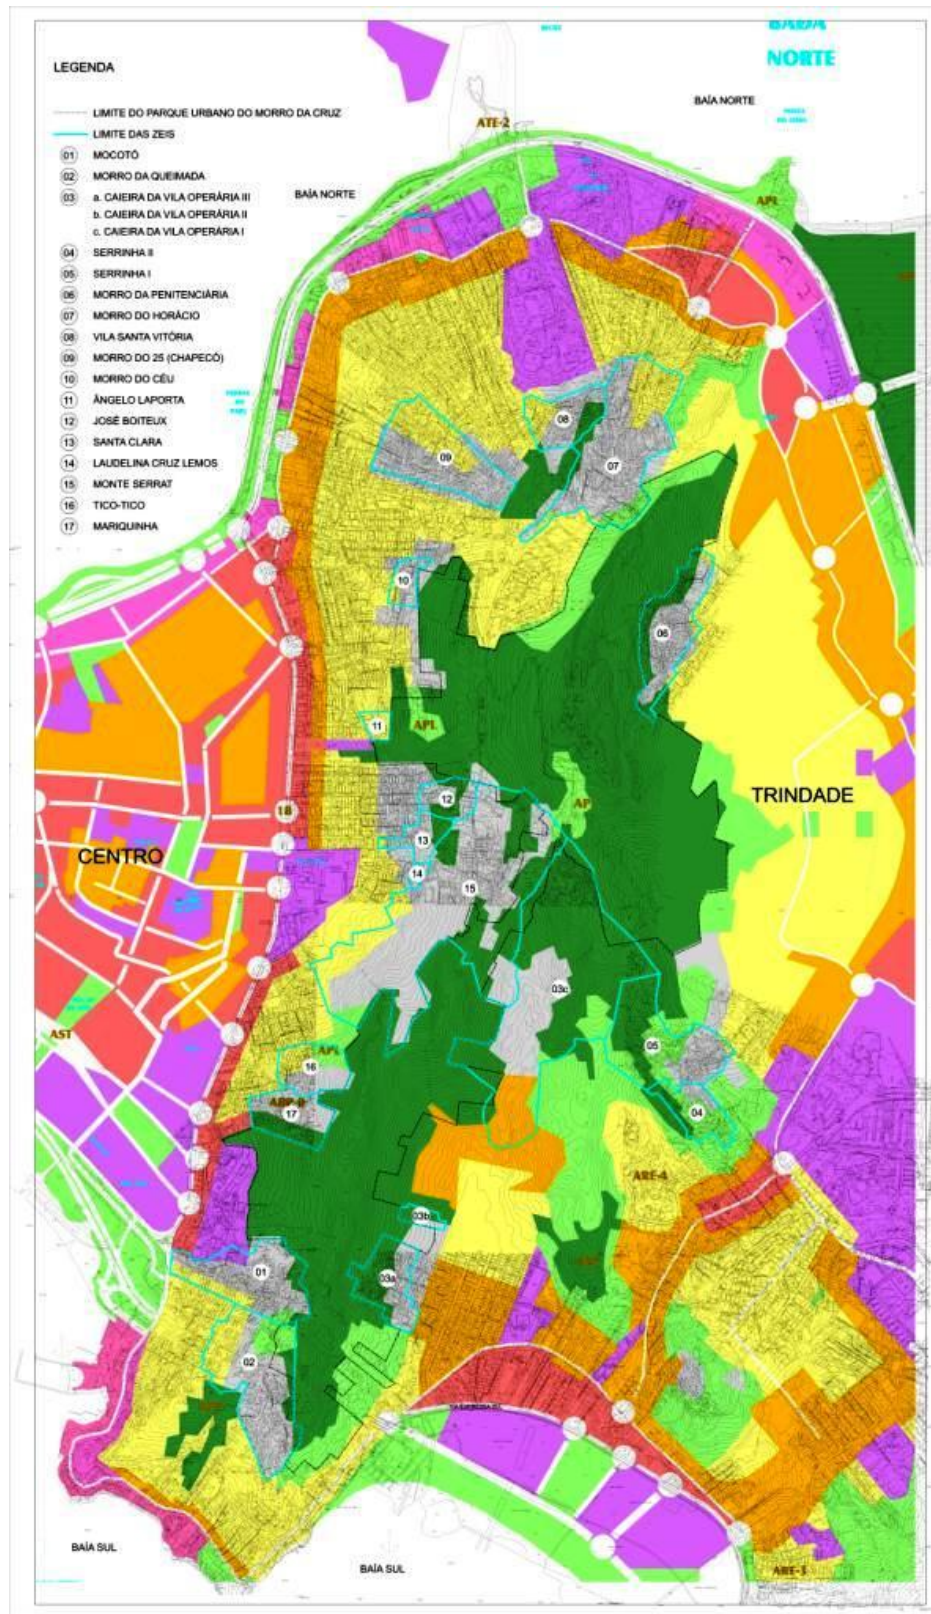 BAÍA
NORTE
LEGENDA
BAÍA NORTE
LIMITE DO PARQUE URBANO DO MORRO DA CRUZ
ATE-2
LIMITE DAS ZEIS
01 MOCOTÓ
02 MORRO DA QUEIMADA
BAÍA NORTE
03 a. CAIEIRA DA VILA OPERÁRIA III
APL
b. CAIEIRA DA VILA OPERÁRIA II
c. CAIEIRA DA VILA OPERÁRIA I
04 SERRINHA II
05 SERRINHA I
06 MORRO DA PENITENCIÁRIA
07 MORRO DO HORÁCIO
08 VILA SANTA VITÓRIA
09 MORRO DO 25 (CHAPECÓ)
10 MORRO DO CÉU
11 ÂNGELO LAPORTA
12 JOSÉ BOITEUX
13 SANTA CLARA
14 LAUDELINA CRUZ LEMOS
15 MONTE SERRAT
16 TICO-TICO
17 MARIQUINHA
08
09
07
10
06
11
APL
TRINDADE
12
AP
1B
13
CENTRO
14
15
03c
AST
05
APL
16
04
17
ARE-4
03b
01
03a
02
BAÍA SUL
BAÍA SUL
ARE-3